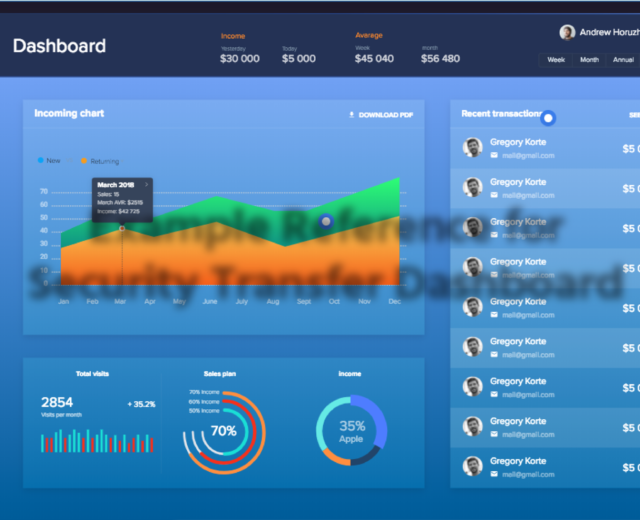 Dashboard
Income
Yesterday
$30 000
Today
$5 000
Average
Week
$45 040
month
$56 480
Andrew Horuzh
Week
Month
Annual
Incoming chart
DOWNLOAD PDF
New
Returning
March 2018
Sales: 15
March AVR: $2515
Income: $42 725
70
60
50
40
30
20
10
0
Jan Feb Mar Apr May June July Aug Sept Oct Nov Dec
Example Reference for
Security Transfer Dashboard
Total visits
2854
Visits per month
+ 35.2%
Sales plan
70% Income
60% Income
50% Income
70%
Income
35%
Apple
Recent transactions
SEE
Gregory Korte
mail@gmail.com
$5 0
Gregory Korte
mail@gmail.com
$5 0
Gregory Korte
mail@gmail.com
$5 0
Gregory Korte
mail@gmail.com
$5 0
Gregory Korte
mail@gmail.com
$5 0
Gregory Korte
mail@gmail.com
$5 0
Gregory Korte
mail@gmail.com
$5 0
Gregory Korte
mail@gmail.com
$5 0
Gregory Korte
mail@gmail.com
$5 0